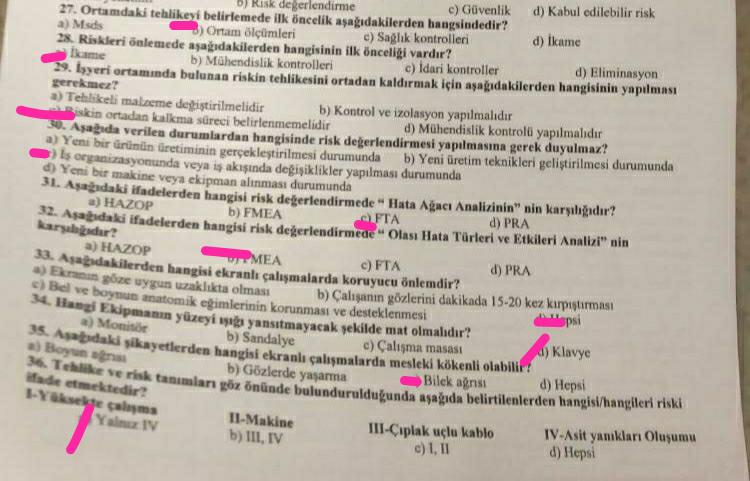 b) Risk değerlendirme c) Güvenlik d) Kabul edilebilir risk
27. Ortamdaki tehlikeyi belirlemede ilk öncelik aşağıdakilerden hangsindedir?
a) Msds b) Ortam ölçümleri c) Sağlık kontrolleri d) İkame
28. Riskleri önlemede aşağıdakilerden hangisinin ilk önceliği vardır?
a) İkame b) Mühendislik kontrolleri c) İdari kontroller d) Eliminasyon
29. İşyeri ortamında bulunan riskin tehlikesini ortadan kaldırmak için aşağıdakilerden hangisinin yapılması
gerekmez?
a) Tehlikeli malzeme değiştirilmelidir b) Kontrol ve izolasyon yapılmalıdır
c) Riskin ortadan kalkma süreci belirlenmemelidir d) Mühendislik kontrolü yapılmalıdır
30. Aşağıda verilen durumlardan hangisinde risk değerlendirmesi yapılmasına gerek duyulmaz?
a) Yeni bir ürünün üretiminin gerçekleştirilmesi durumunda b) Yeni üretim teknikleri geliştirilmesi durumunda
c) İş organizasyonunda veya iş akışında değişiklikler yapılması durumunda
d) Yeni bir makine veya ekipman alınması durumunda
31. Aşağıdaki ifadelerden hangisi risk değerlendirmede “ Hata Ağacı Analizinin” nin karşılığıdır?
a) HAZOP b) FMEA c) FTA d) PRA
32. Aşağıdaki ifadelerden hangisi risk değerlendirmede “ Olası Hata Türleri ve Etkileri Analizi” nin
karşılığıdır?
a) HAZOP b) FMEA c) FTA d) PRA
33. Aşağıdakilerden hangisi ekranlı çalışmalarda koruyucu önlemdir?
a) Ekranın göze uygun uzaklıkta olması b) Çalışanın gözlerini dakikada 15-20 kez kırpıştırması
c) Bel ve boynun anatomik eğimlerinin korunması ve desteklenmesi d) Hepsi
34. Hangi Ekipmanın yüzeyi ışığı yansıtmayacak şekilde mat olmalıdır?
a) Monitör b) Sandalye c) Çalışma masası d) Klavye
35. Aşağıdaki şikayetlerden hangisi ekranlı çalışmalarda mesleki kökenli olabilir?
a) Boyun ağrısı b) Gözlerde yaşarma c) Bilek ağrısı d) Hepsi
36. Tehlike ve risk tanımları göz önünde bulundurulduğunda aşağıda belirtilenlerden hangisi/hangileri riski
ifade etmektedir?
I-Yüksekte çalışma II-Makine III-Çıplak uçlu kablo IV-Asit yanıkları Oluşumu
Yalnız IV b) III, IV c) I, II d) Hepsi